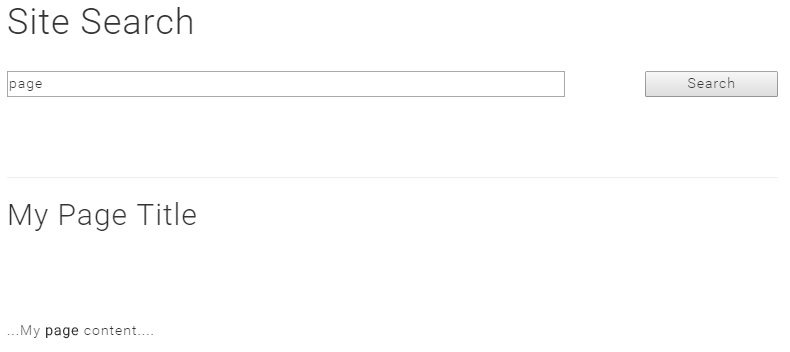 Site Search
page
Search
My Page Title
...My page content....